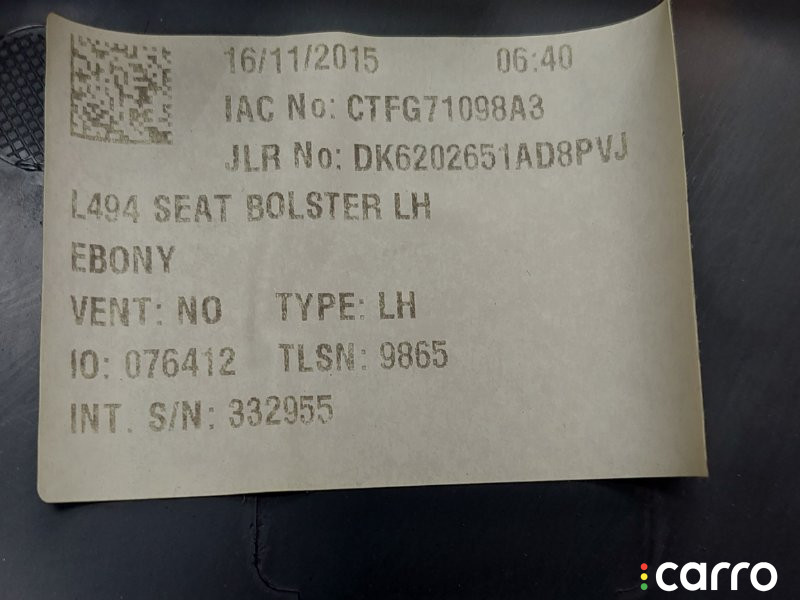 16/11/2015 06:40
IAC No: CTFG71098A3
JLR No: DK6202651AD8PVJ
L494 SEAT BOLSTER LH
EBONY
VENT: NO TYPE: LH
IO: 076412 TLSN: 9865
INT. S/N: 332955
carro